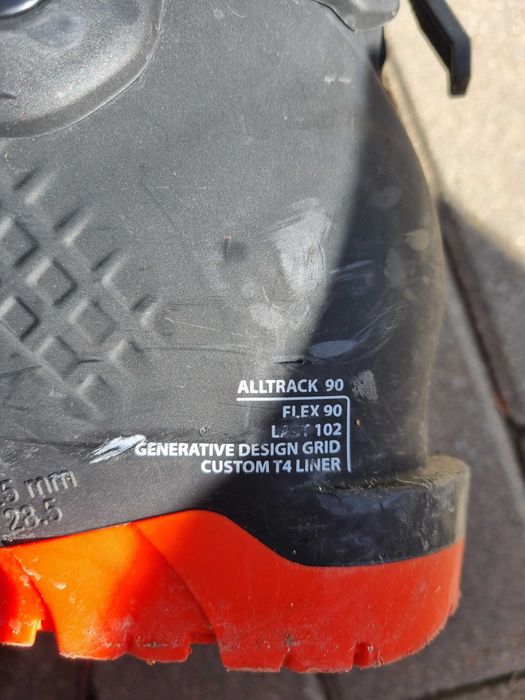 ALLTRACK 90
FLEX 90
LAST 102
GENERATIVE DESIGN GRID
CUSTOM T4 LINER
5 mm
28.5